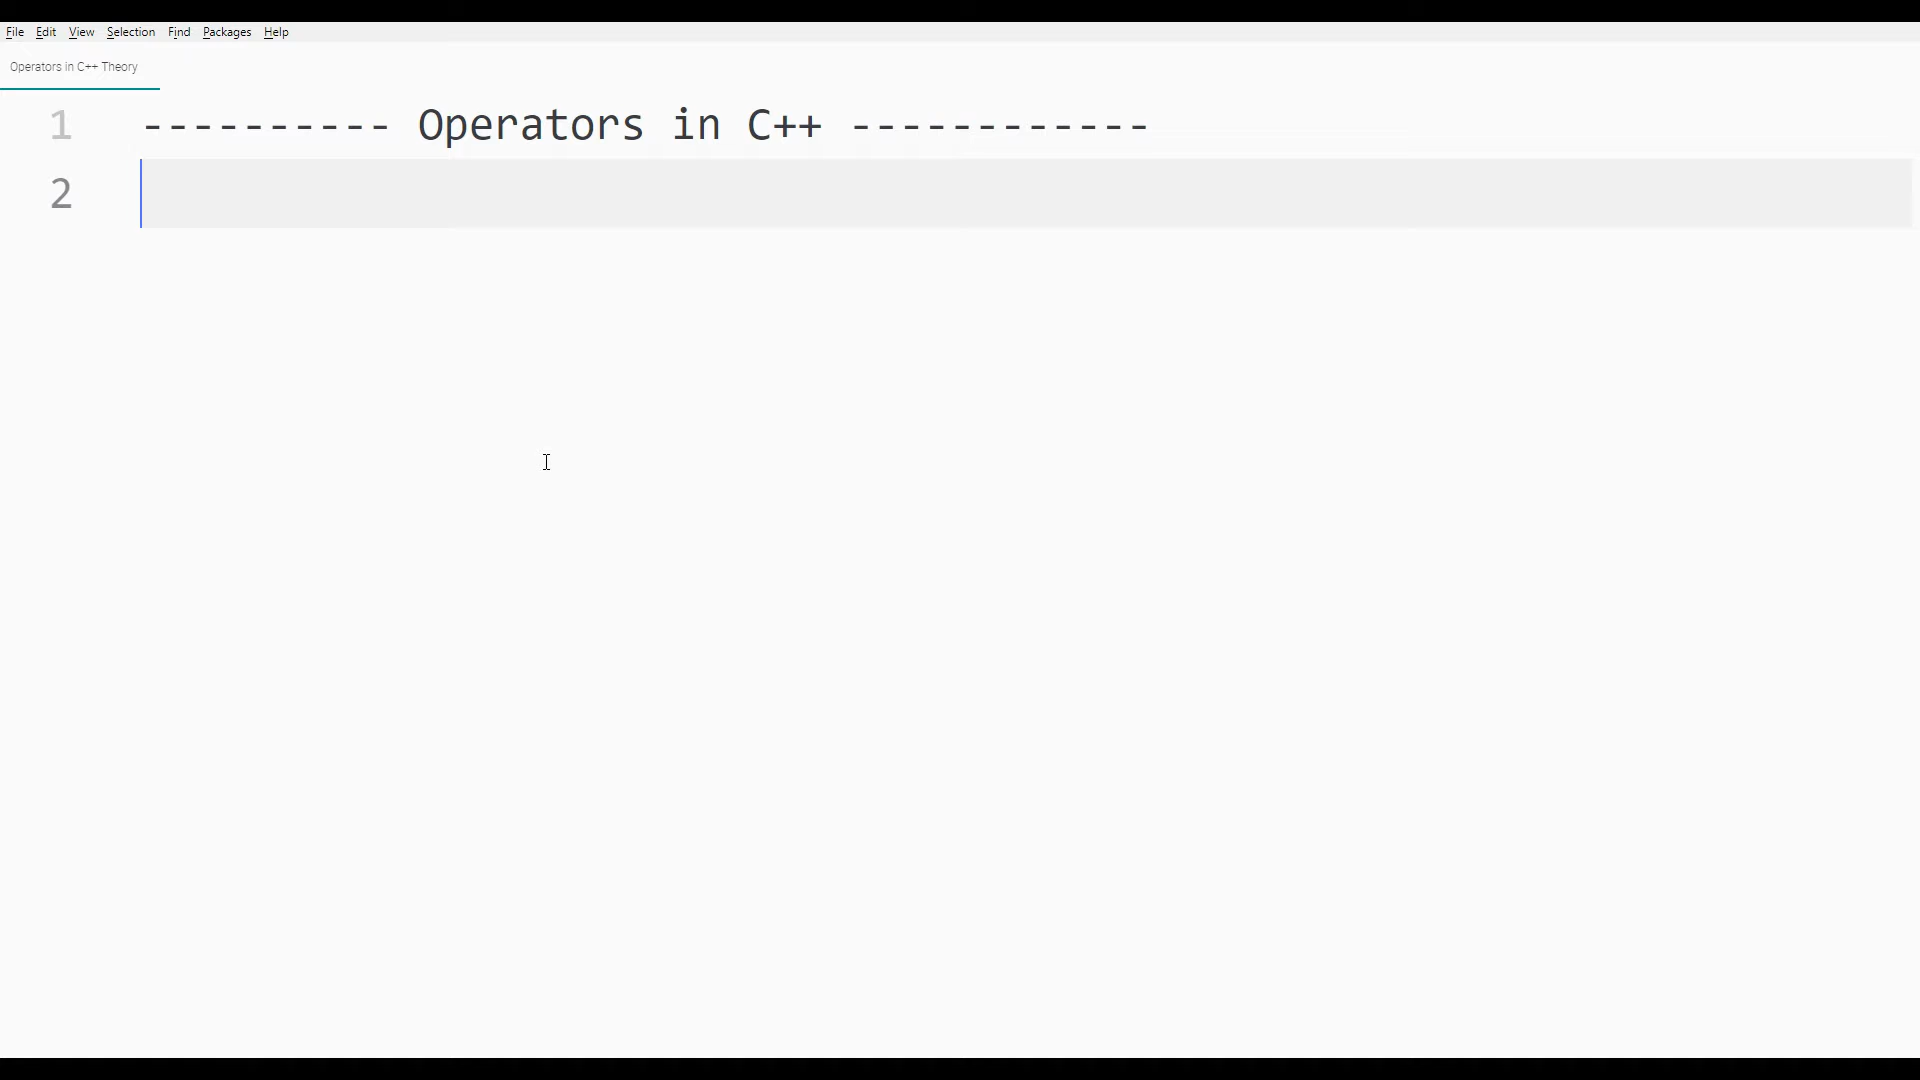 File Edit View Selection Find Packages Help
Operators in C++ Theory
1 ---------- Operators in C++ ------------
2